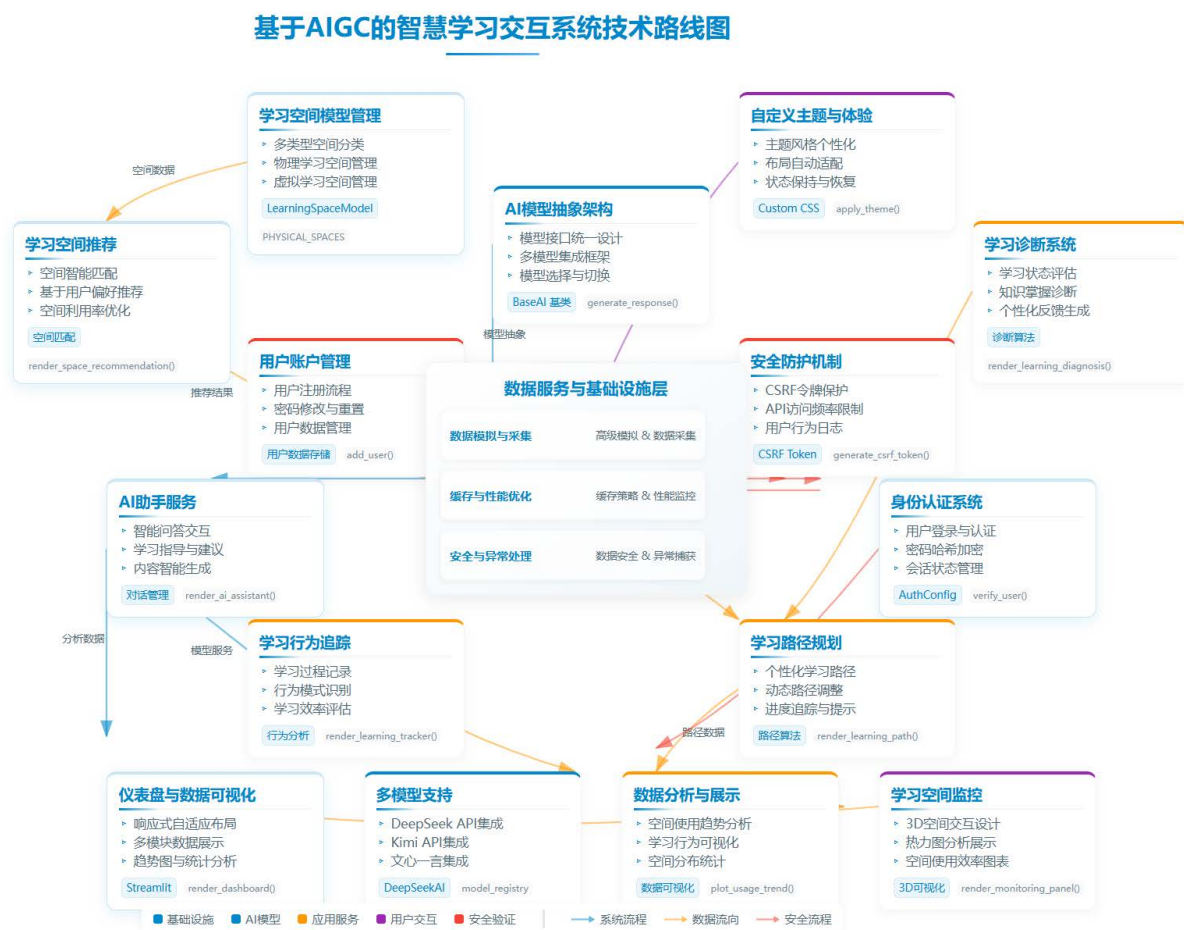 基于AIGC的智慧学习交互系统技术路线图
学习空间模型管理
多类型空间分类
物理学习空间管理
虚拟学习空间管理
LearningSpaceModel
PHYSICAL_SPACES
自定义主题与体验
主题风格个性化
布局自动适配
状态保持与恢复
Custom CSS apply_theme()
空间数据
AI模型抽象架构
模型接口统一设计
多模型集成框架
模型选择与切换
BaseAI 基类 generate_response()
学习空间推荐
空间智能匹配
基于用户偏好推荐
空间利用率优化
空间匹配
render_space_recommendation()
学习诊断系统
学习状态评估
知识掌握诊断
个性化反馈生成
诊断算法
render_learning_diagnosis()
模型抽象
推荐结果
用户账户管理
用户注册流程
密码修改与重置
用户数据管理
用户数据存储 add_user()
数据服务与基础设施层
数据模拟与采集 高级模拟 & 数据采集
缓存与性能优化 缓存策略 & 性能监控
安全与异常处理 数据安全 & 异常捕获
安全防护机制
CSRF令牌保护
API访问频率限制
用户行为日志
CSRF Token generate_csrf_token()
AI助手服务
智能问答交互
学习指导与建议
内容智能生成
对话管理 render_ai_assistant()
身份认证系统
用户登录与认证
密码哈希加密
会话状态管理
AuthConfig verify_user()
分析数据
模型服务
学习行为追踪
学习过程记录
行为模式识别
学习效率评估
行为分析 render_learning_tracker()
学习路径规划
个性化学习路径
动态路径调整
进度追踪与提示
路径算法 render_learning_path()
路径数据
仪表盘与数据可视化
响应式自适应布局
多模块数据展示
趋势图与统计分析
Streamlit render_dashboard()
多模型支持
DeepSeek API集成
Kimi API集成
文心一言集成
DeepSeekAI model_registry
数据分析与展示
空间使用趋势分析
学习行为可视化
空间分布统计
数据可视化 plot_usage_trend()
学习空间监控
3D空间交互设计
热力图分析展示
空间使用效率图表
3D可视化 render_monitoring_panel()
基础设施 AI模型 应用服务 用户交互 安全验证 系统流程 数据流向 安全流程